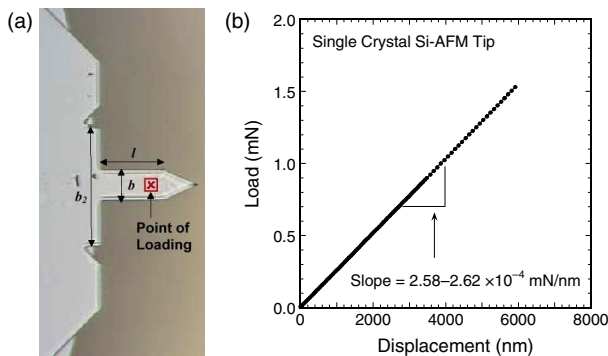 (a)
l
b
b₂
Point of
Loading
(b)
Single Crystal Si-AFM Tip
Load (mN)
2.0
1.5
1.0
0.5
0.0
Slope = 2.58–2.62 ×10⁻⁴ mN/nm
0 2000 4000 6000 8000
Displacement (nm)